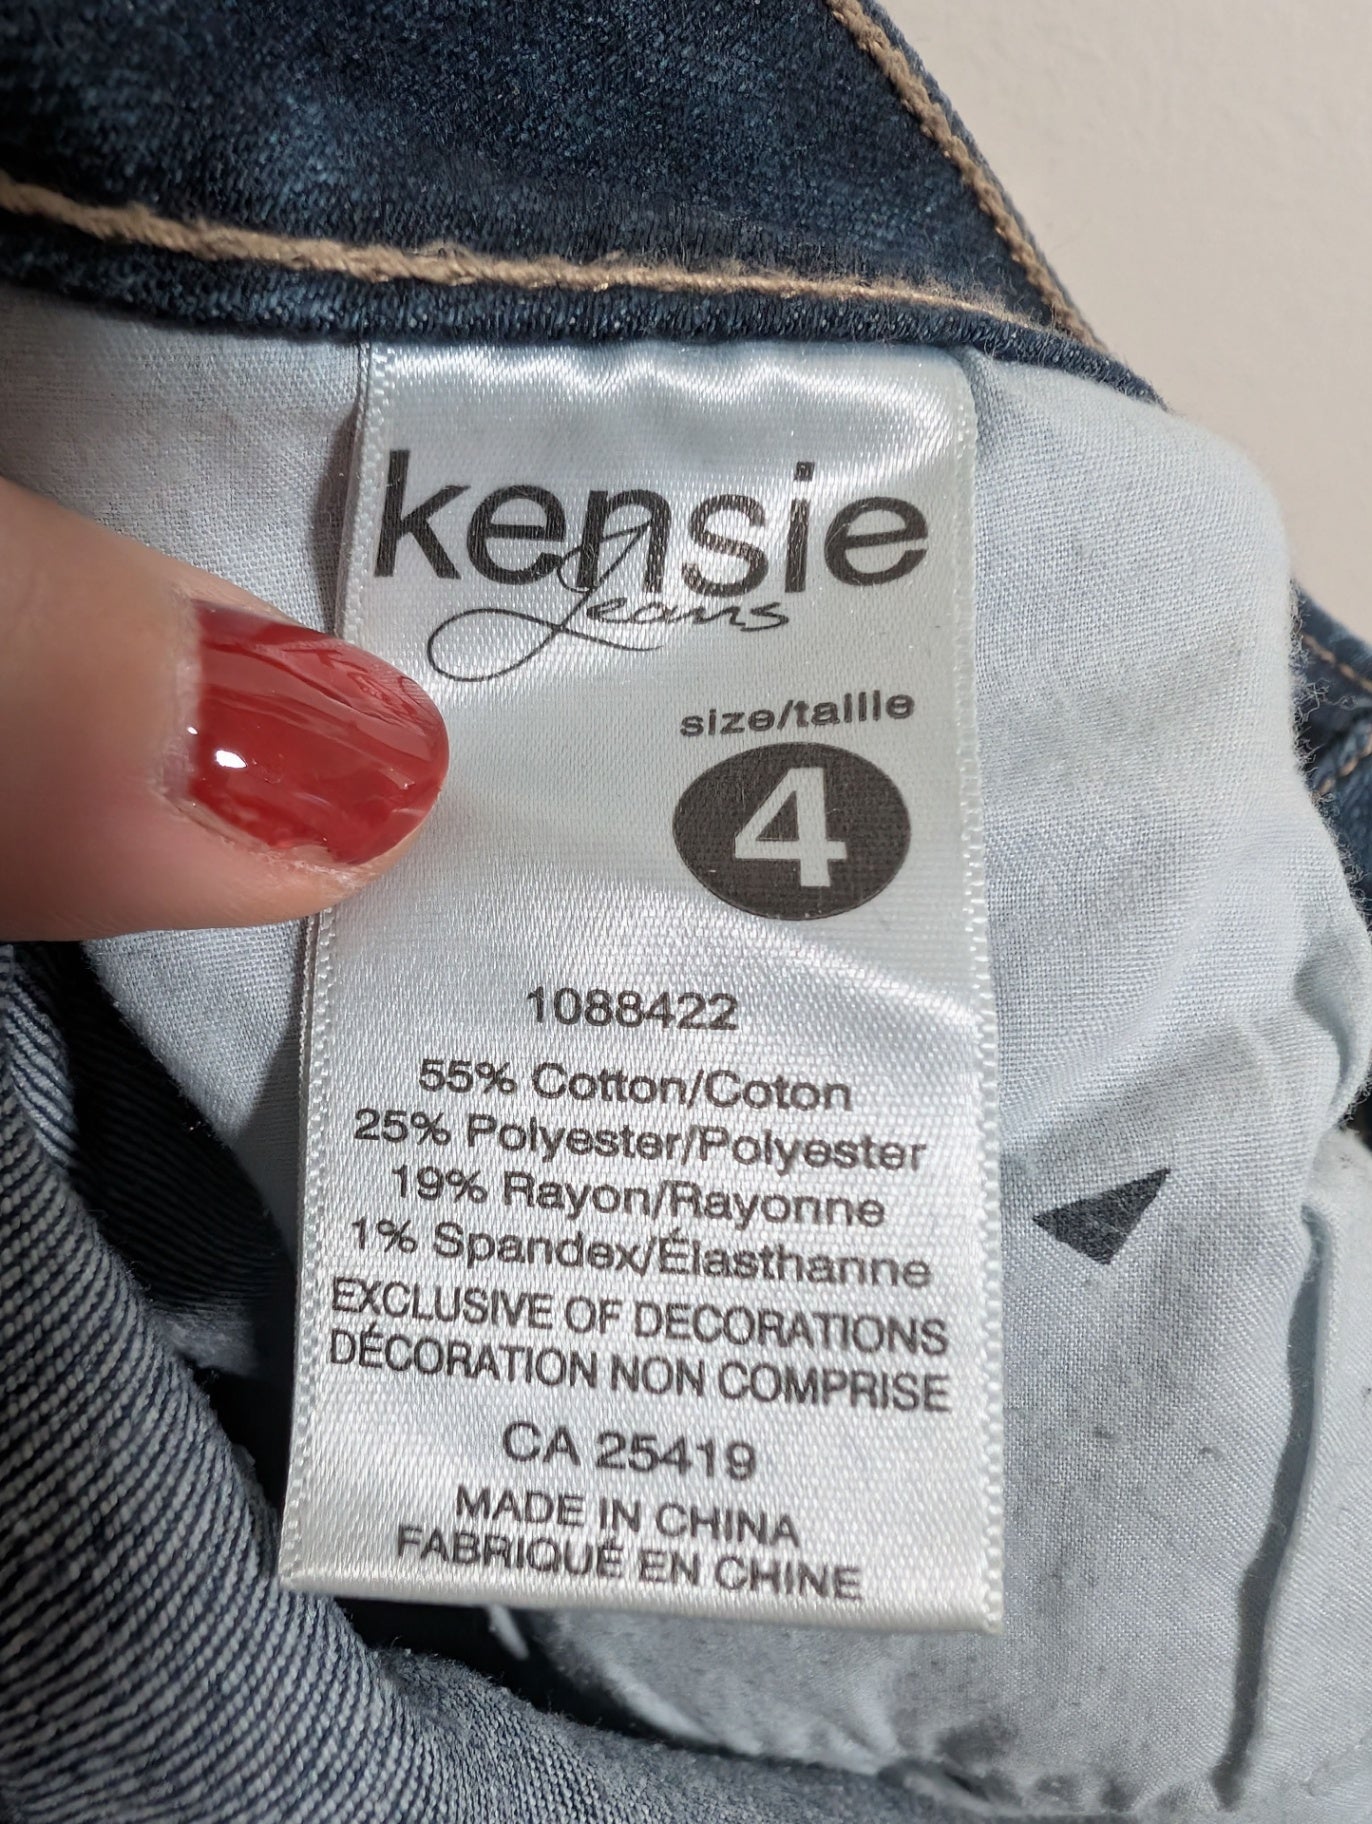 kensie
Jeans
size/taille
4
1088422
55% Cotton/Coton
25% Polyester/Polyester
19% Rayon/Rayonne
1% Spandex/Élasthanne
EXCLUSIVE OF DECORATIONS
DÉCORATION NON COMPRISE
CA 25419
MADE IN CHINA
FABRIQUÉ EN CHINE